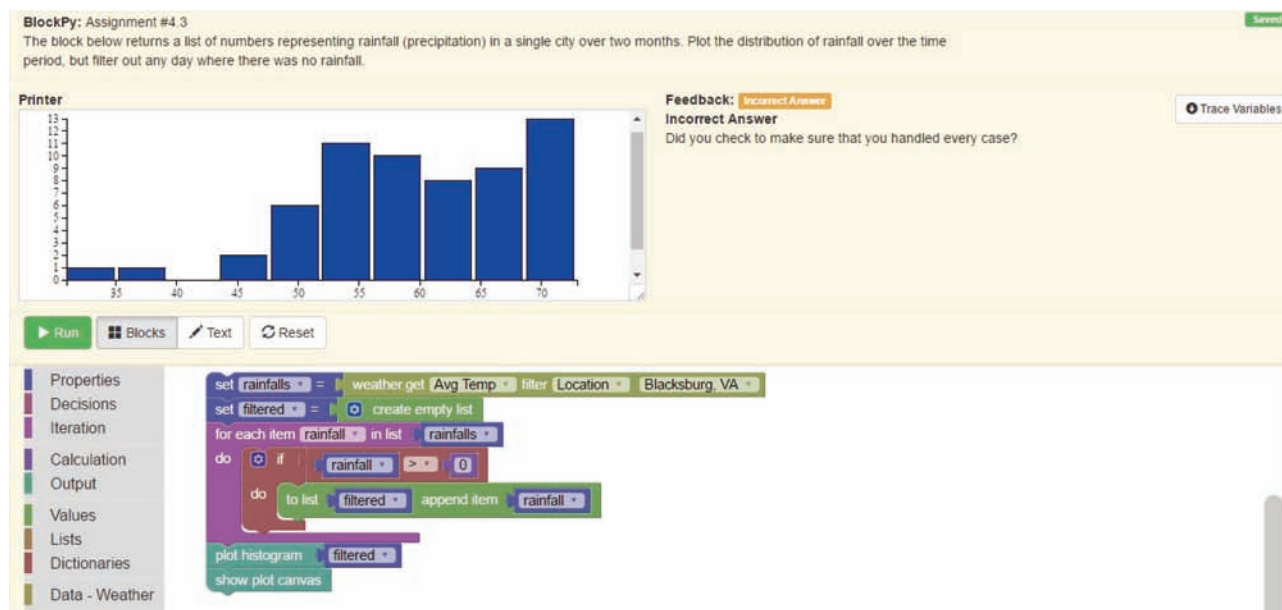 BlockPy: Assignment #4.3
Saved
The block below returns a list of numbers representing rainfall (precipitation) in a single city over two months. Plot the distribution of rainfall over the time
period, but filter out any day where there was no rainfall.
Printer
13
12
11
10
9
8
7
6
5
4
3
2
1
0
35 40 45 50 55 60 65 70
Feedback: Incorrect Answer
Incorrect Answer
Did you check to make sure that you handled every case?
Trace Variables
Run Blocks Text Reset
Properties
Decisions
Iteration
Calculation
Output
Values
Lists
Dictionaries
Data - Weather
set rainfalls = weather get Avg Temp filter Location Blacksburg, VA
set filtered = create empty list
for each item rainfall in list rainfalls
do if rainfall > 0
do to list filtered append item rainfall
plot histogram filtered
show plot canvas